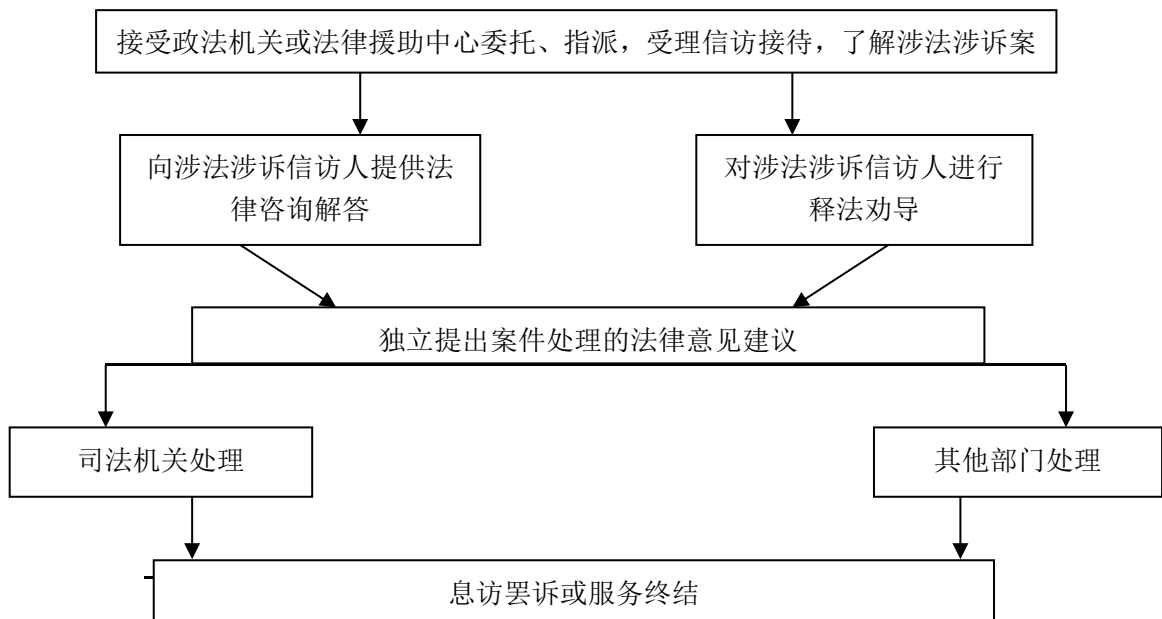 接受政法机关或法律援助中心委托、指派，受理信访接待，了解涉法涉诉案
向涉法涉诉信访人提供法
律咨询解答
对涉法涉诉信访人进行
释法劝导
独立提出案件处理的法律意见建议
司法机关处理
其他部门处理
息访罢诉或服务终结